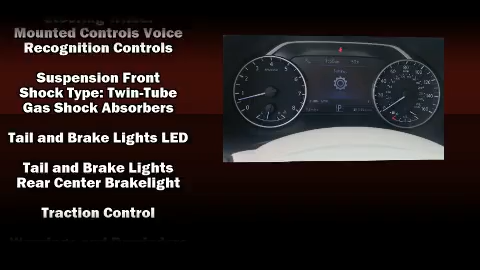 Mounted Controls Voice
Recognition Controls
Suspension Front
Shock Type: Twin-Tube
Gas Shock Absorbers
Tail and Brake Lights LED
Tail and Brake Lights
Rear Center Brakelight
Traction Control